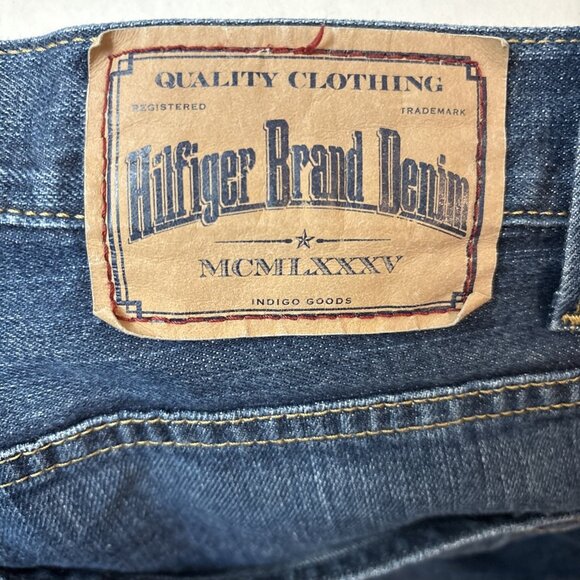 QUALITY CLOTHING
REGISTERED TRADEMARK
Hilfiger Brand Denim
MCMLXXXV
INDIGO GOODS